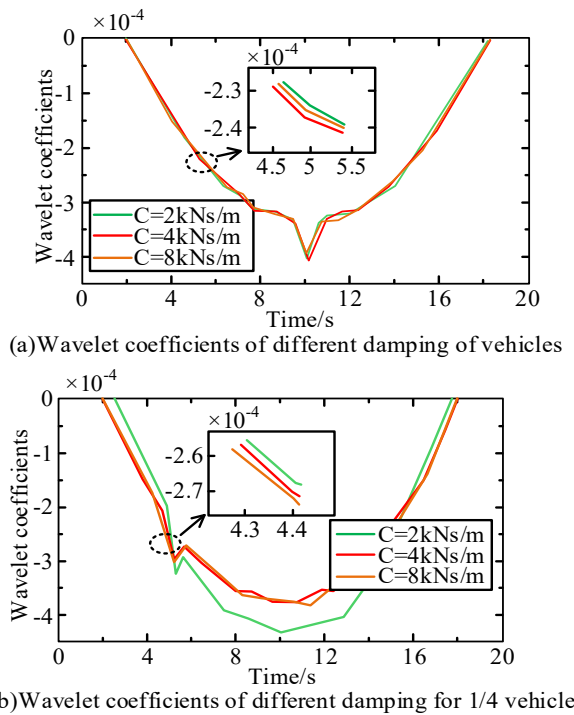 ×10⁻⁴
0
-1
-2
-3
-4
Wavelet coefficients
×10⁻⁴
-2.3
-2.4
4.5 5 5.5
C=2kNs/m
C=4kNs/m
C=8kNs/m
0 4 8 12 16 20
Time/s
(a)Wavelet coefficients of different damping of vehicles
×10⁻⁴
0
-1
-2
-3
-4
Wavelet coefficients
×10⁻⁴
-2.6
-2.7
4.3 4.4
C=2kNs/m
C=4kNs/m
C=8kNs/m
0 4 8 12 16 20
Time/s
b)Wavelet coefficients of different damping for 1/4 vehicle